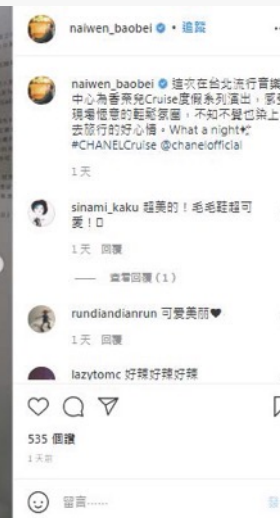 naiwen_baobei • 追蹤
naiwen_baobei 這次在台北流行音樂
中心為香奈兒Cruise度假系列演出,感受
現場愜意的輕鬆氛圍,不知不覺也染上
去旅行的好心情。What a night
#CHANELCruise @chanelofficial
1天
sinami_kaku 超美的!毛毛鞋超可
愛!
1天 回覆
查看回覆(1)
rundiandianrun 可爱美丽♥
1天 回覆
lazytomc 好辣好辣好辣
535 個讚
1天前
留言......